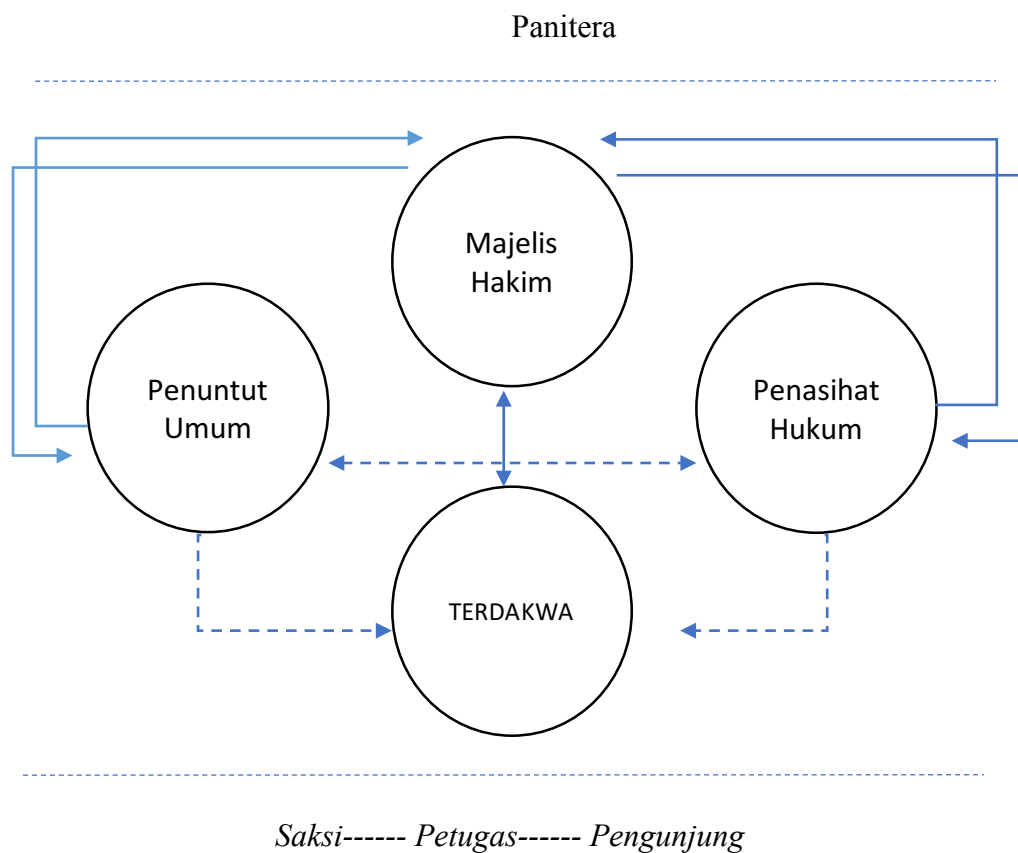 Panitera
Majelis
Hakim
Penuntut
Umum
Penasihat
Hukum
TERDAKWA
Saksi------ Petugas------ Pengunjung